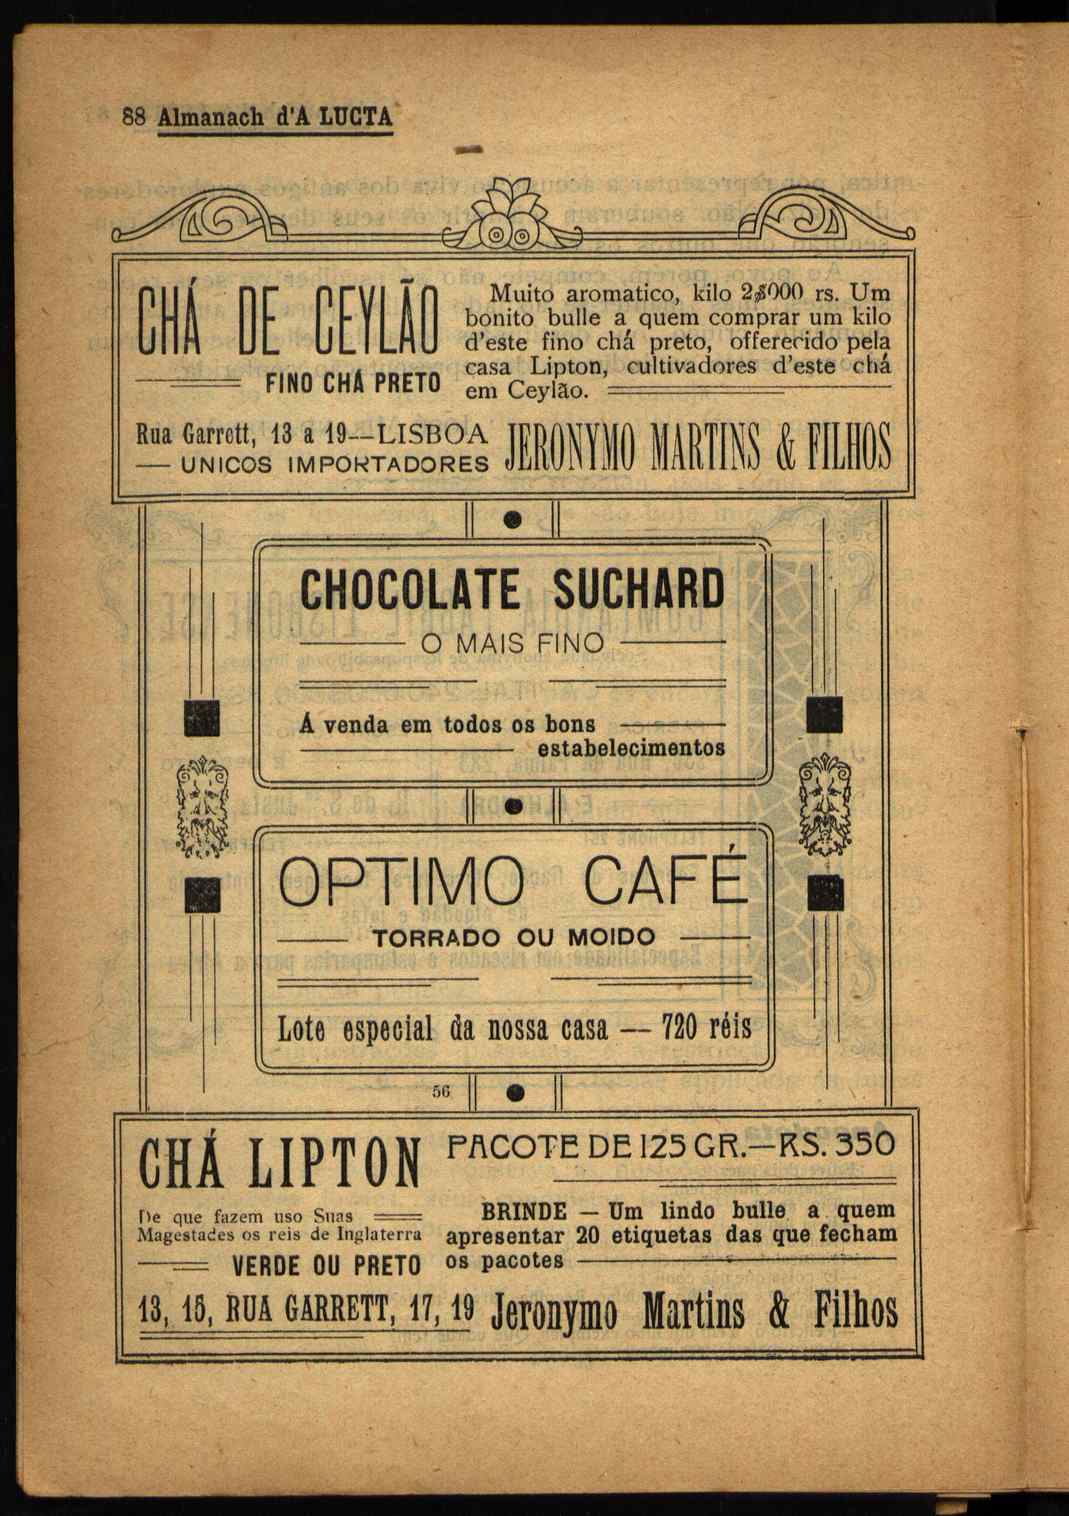 88 Almanach d'A LUCTA
CHÁ DE CEYLÃO
FINO CHÁ PRETO
Muito aromatico, kilo 2$000 rs. Um
bonito bulle a quem comprar um kilo
d'este fino chá preto, offerecido pela
casa Lipton, cultivadores d'este chá
em Ceylão.
Rua Garrett, 13 a 19--LISBOA
— UNICOS IMPORTADORES
JERONYMO MARTINS & FILHOS
CHOCOLATE SUCHARD
O MAIS FINO
Á venda em todos os bons
estabelecimentos
OPTIMO CAFÉ
TORRADO OU MOIDO
Lote especial da nossa casa — 720 réis
56
CHÁ LIPTON
De que fazem uso Suas
Magestades os reis de Inglaterra
VERDE OU PRETO
PACOTE DE 125 GR.—RS. 350
BRINDE — Um lindo bulle a quem
apresentar 20 etiquetas das que fecham
os pacotes
13, 15, RUA GARRETT, 17, 19
Jeronymo Martins & Filhos